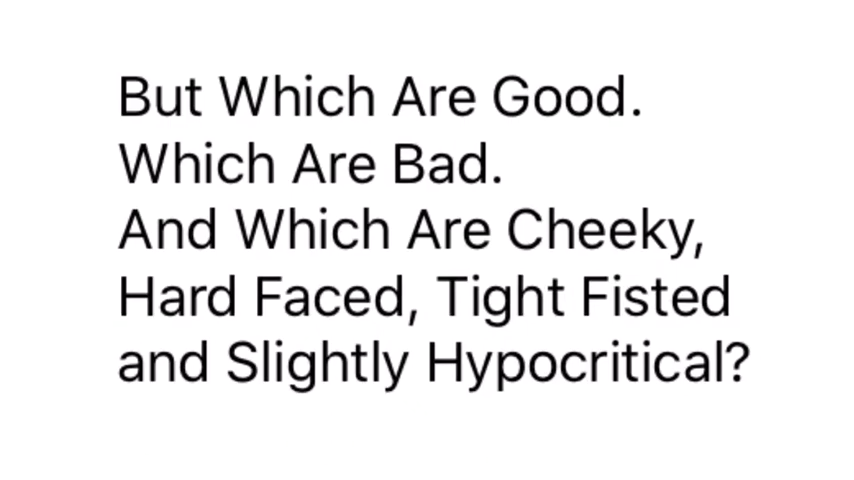 But Which Are Good.
Which Are Bad.
And Which Are Cheeky,
Hard Faced, Tight Fisted
and Slightly Hypocritical?